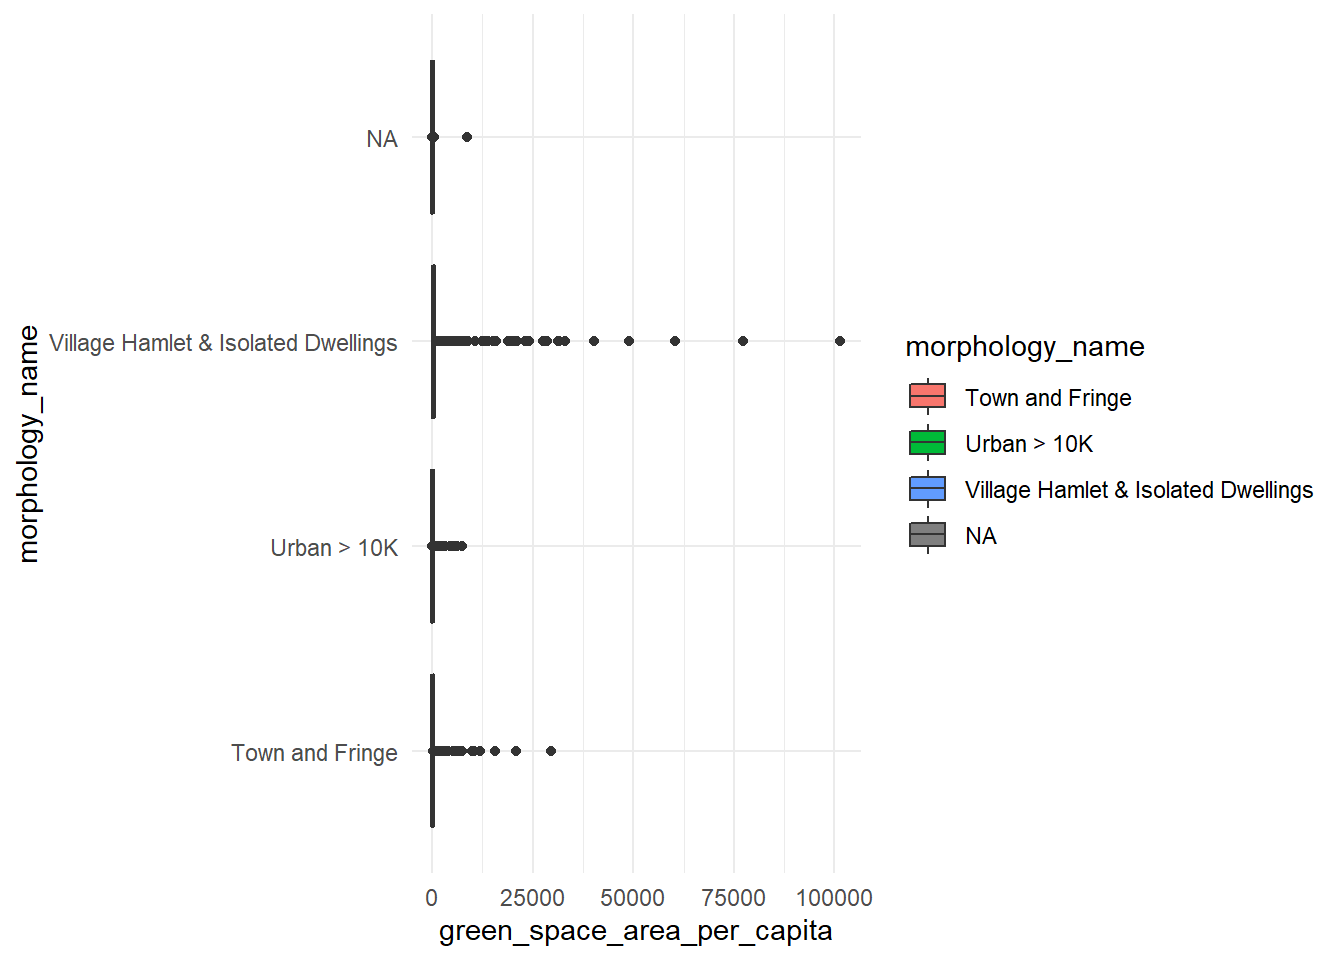 morphology_name
NA
Village Hamlet & Isolated Dwellings
Urban > 10K
Town and Fringe
0 25000 50000 75000 100000
green_space_area_per_capita
morphology_name
Town and Fringe
Urban > 10K
Village Hamlet & Isolated Dwellings
NA